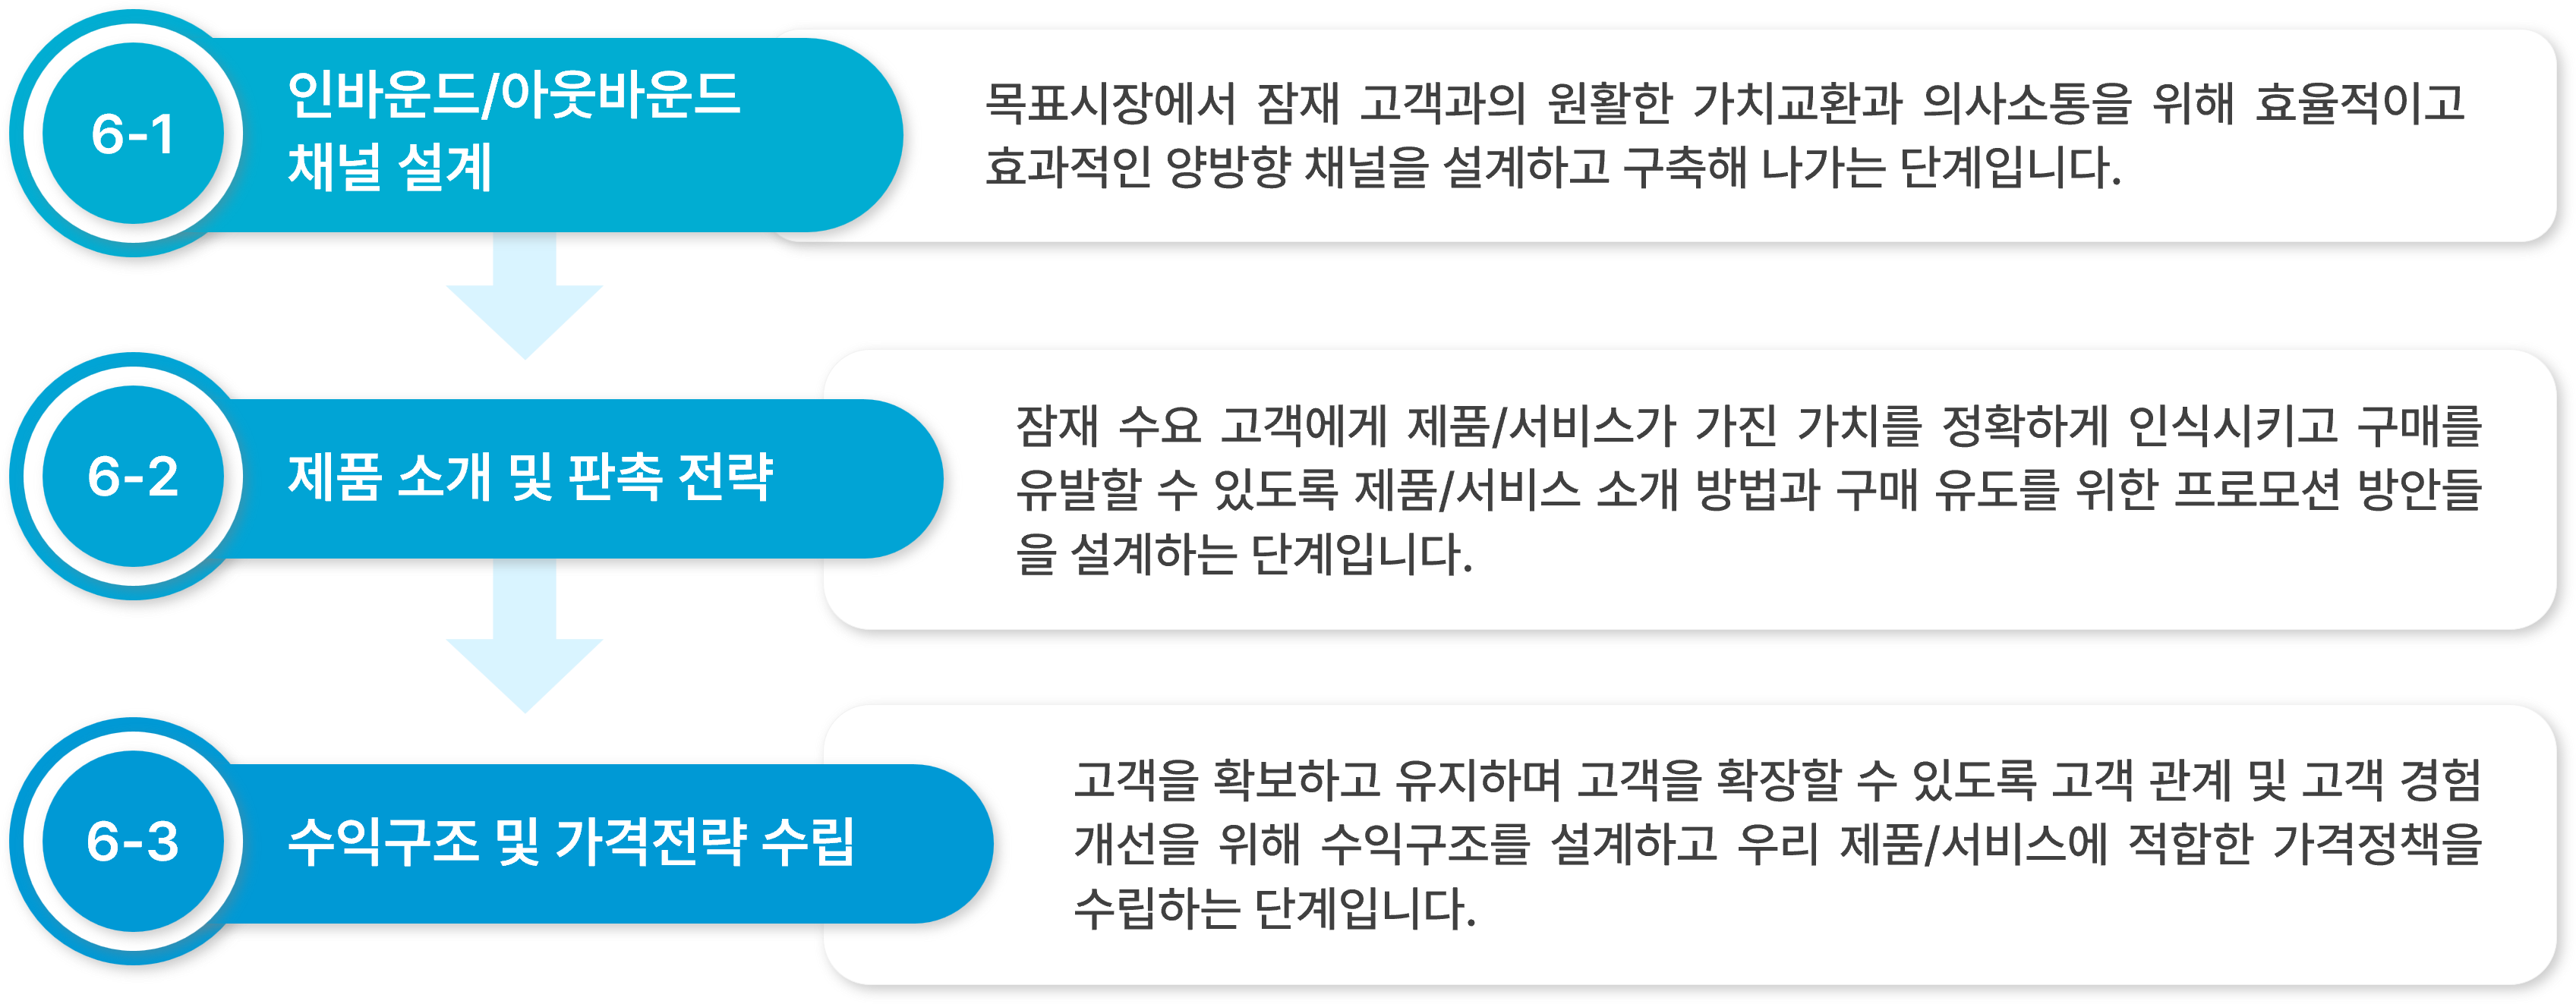 6-1
인바운드/아웃바운드
채널 설계
목표시장에서 잠재 고객과의 원활한 가치교환과 의사소통을 위해 효율적이고
효과적인 양방향 채널을 설계하고 구축해 나가는 단계입니다.
6-2
제품 소개 및 판촉 전략
잠재 수요 고객에게 제품/서비스가 가진 가치를 정확하게 인식시키고 구매를
유발할 수 있도록 제품/서비스 소개 방법과 구매 유도를 위한 프로모션 방안들
을 설계하는 단계입니다.
6-3
수익구조 및 가격전략 수립
고객을 확보하고 유지하며 고객을 확장할 수 있도록 고객 관계 및 고객 경험
개선을 위해 수익구조를 설계하고 우리 제품/서비스에 적합한 가격정책을
수립하는 단계입니다.